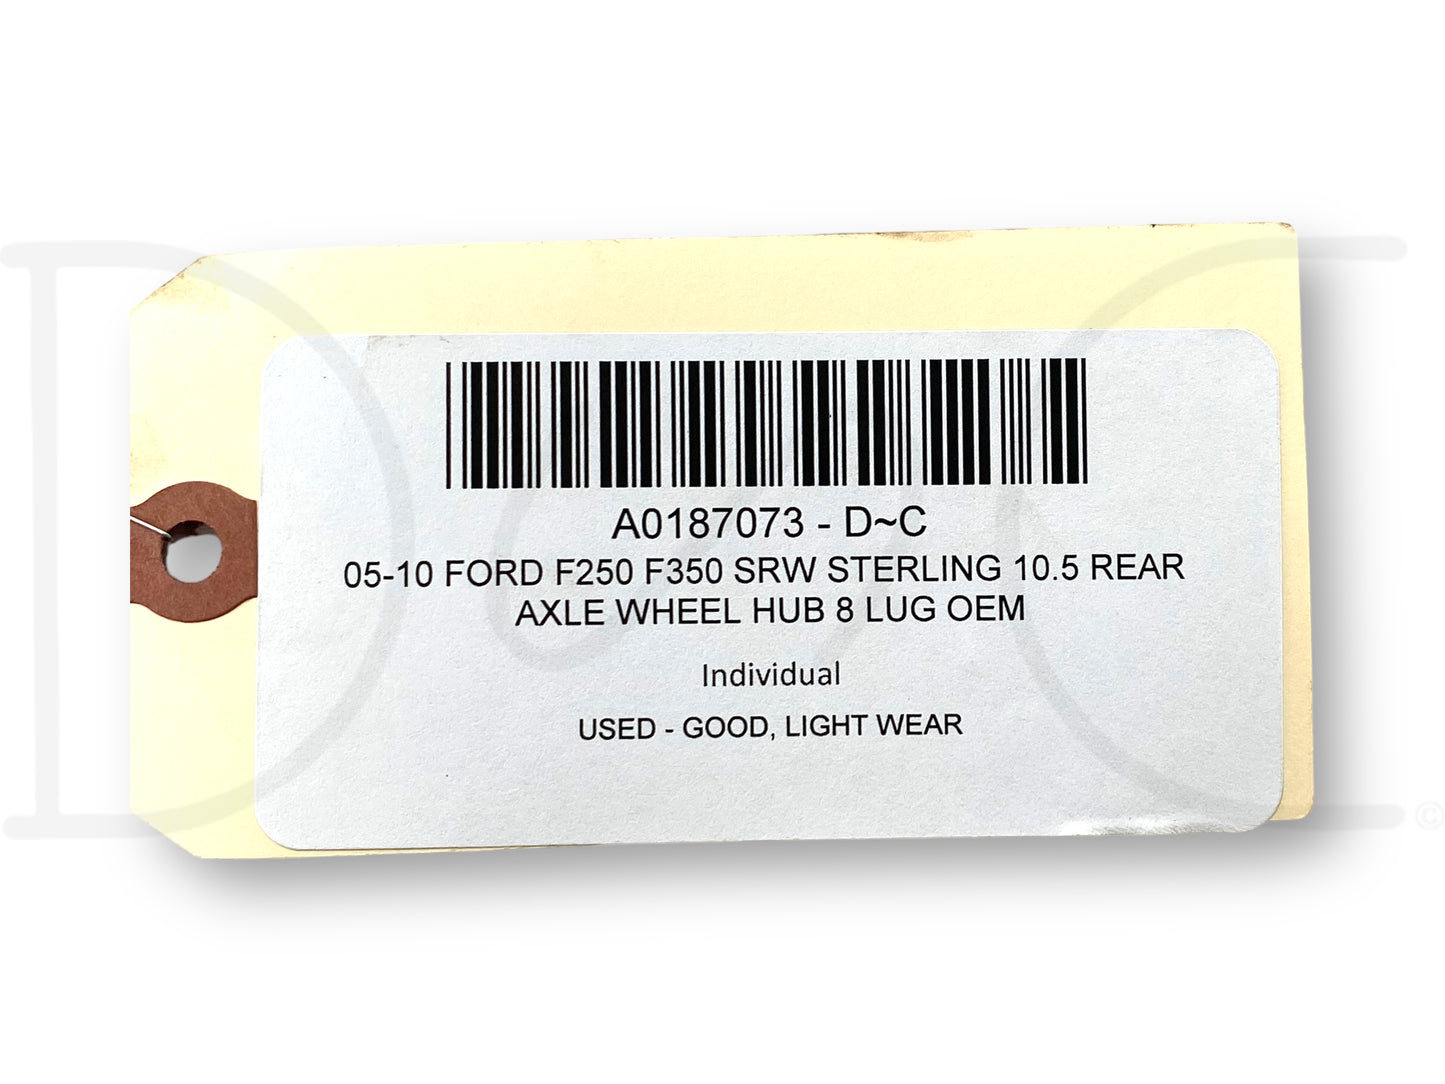 A0187073 - D~C
05-10 FORD F250 F350 SRW STERLING 10.5 REAR
AXLE WHEEL HUB 8 LUG OEM
Individual
USED - GOOD, LIGHT WEAR
D~C
©